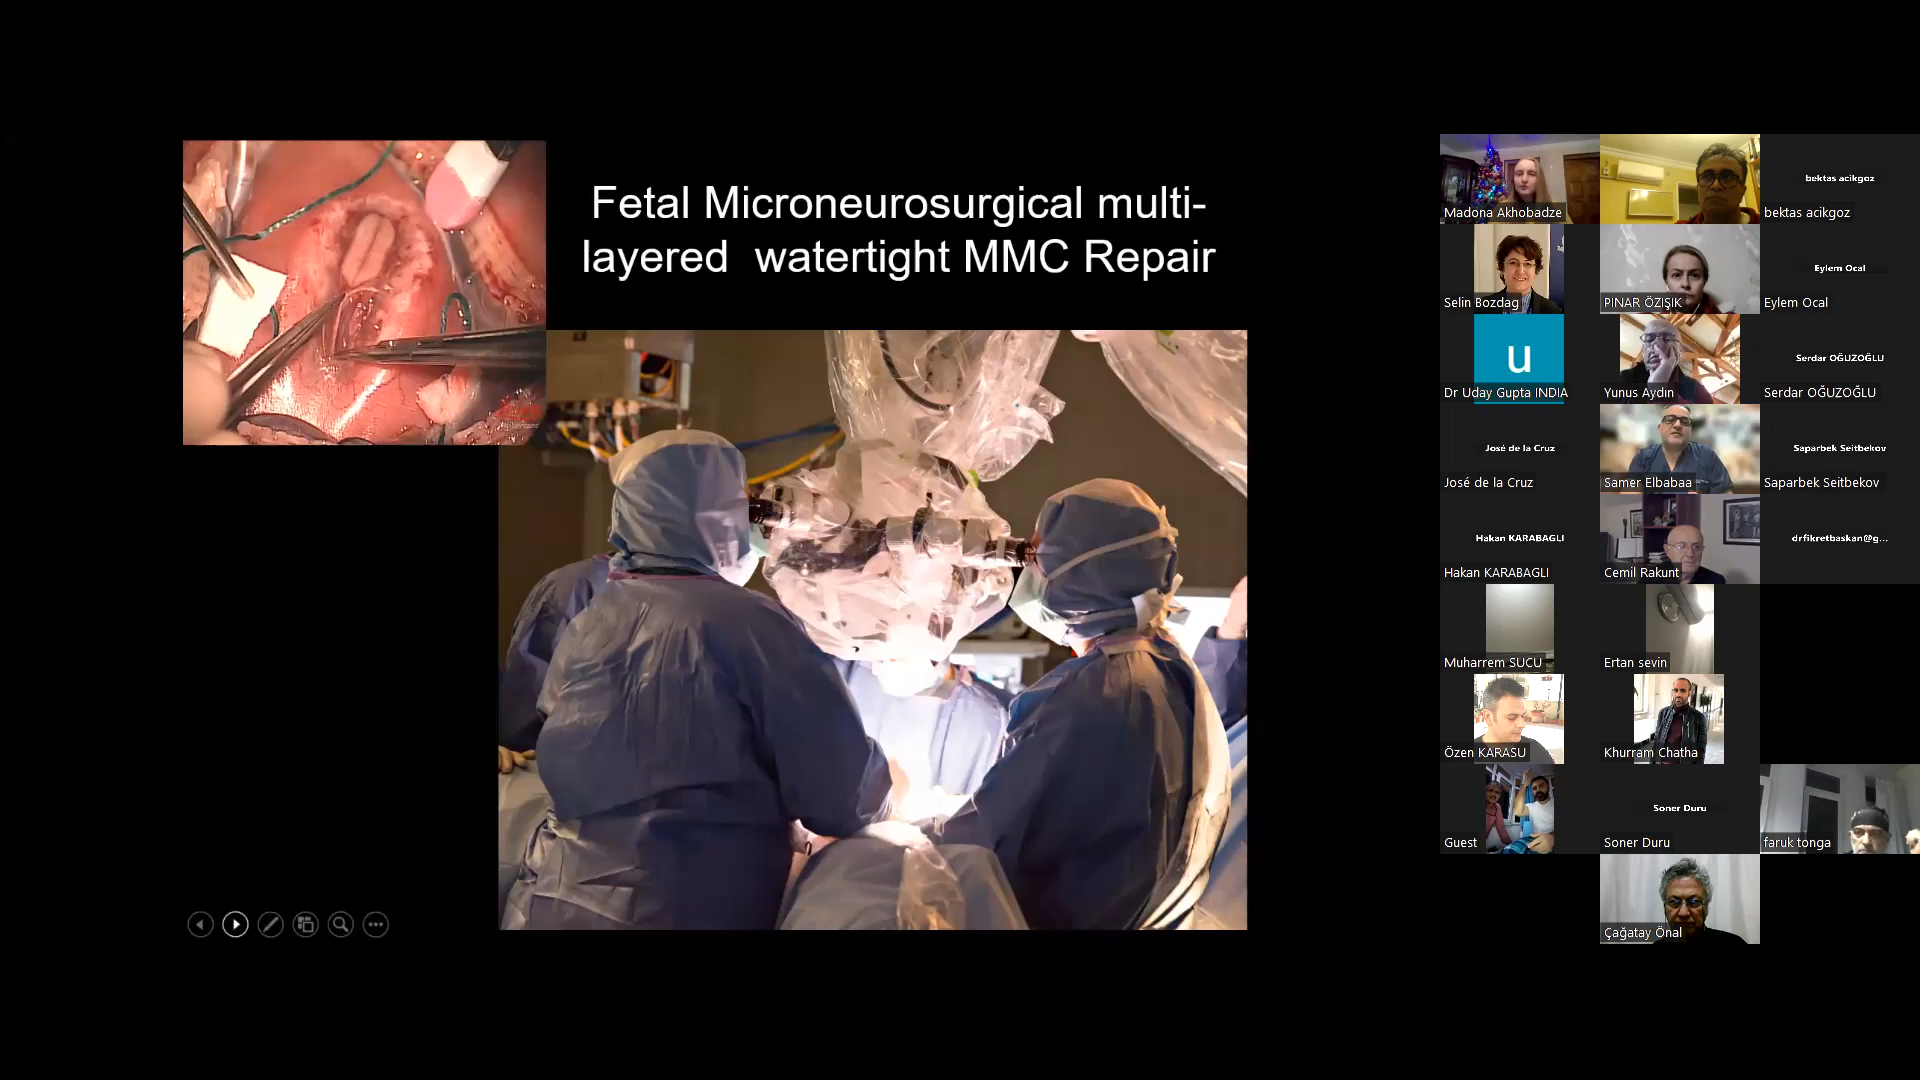 Fetal Microneurosurgical multi-
layered  watertight MMC Repair
Madona Akhobadze
bektas acikgoz
bektas acikgoz
Selin Bozdag
PINAR ÖZIŞIK
Eylem Ocal
Eylem Ocal
u
Dr Uday Gupta INDIA
Yunus Aydın
Serdar OĞUZOĞLU
Serdar OĞUZOĞLU
José de la Cruz
José de la Cruz
Samer Elbabaa
Saparbek Seitbekov
Saparbek Seitbekov
Hakan KARABAGLI
Hakan KARABAGLI
Cemil Rakunt
drfikretbaskan@g...
Muharrem SUCU
Ertan sevin
Özen KARASU
Khurram Chatha
Guest
Soner Duru
Soner Duru
faruk tonga
Çağatay Önal